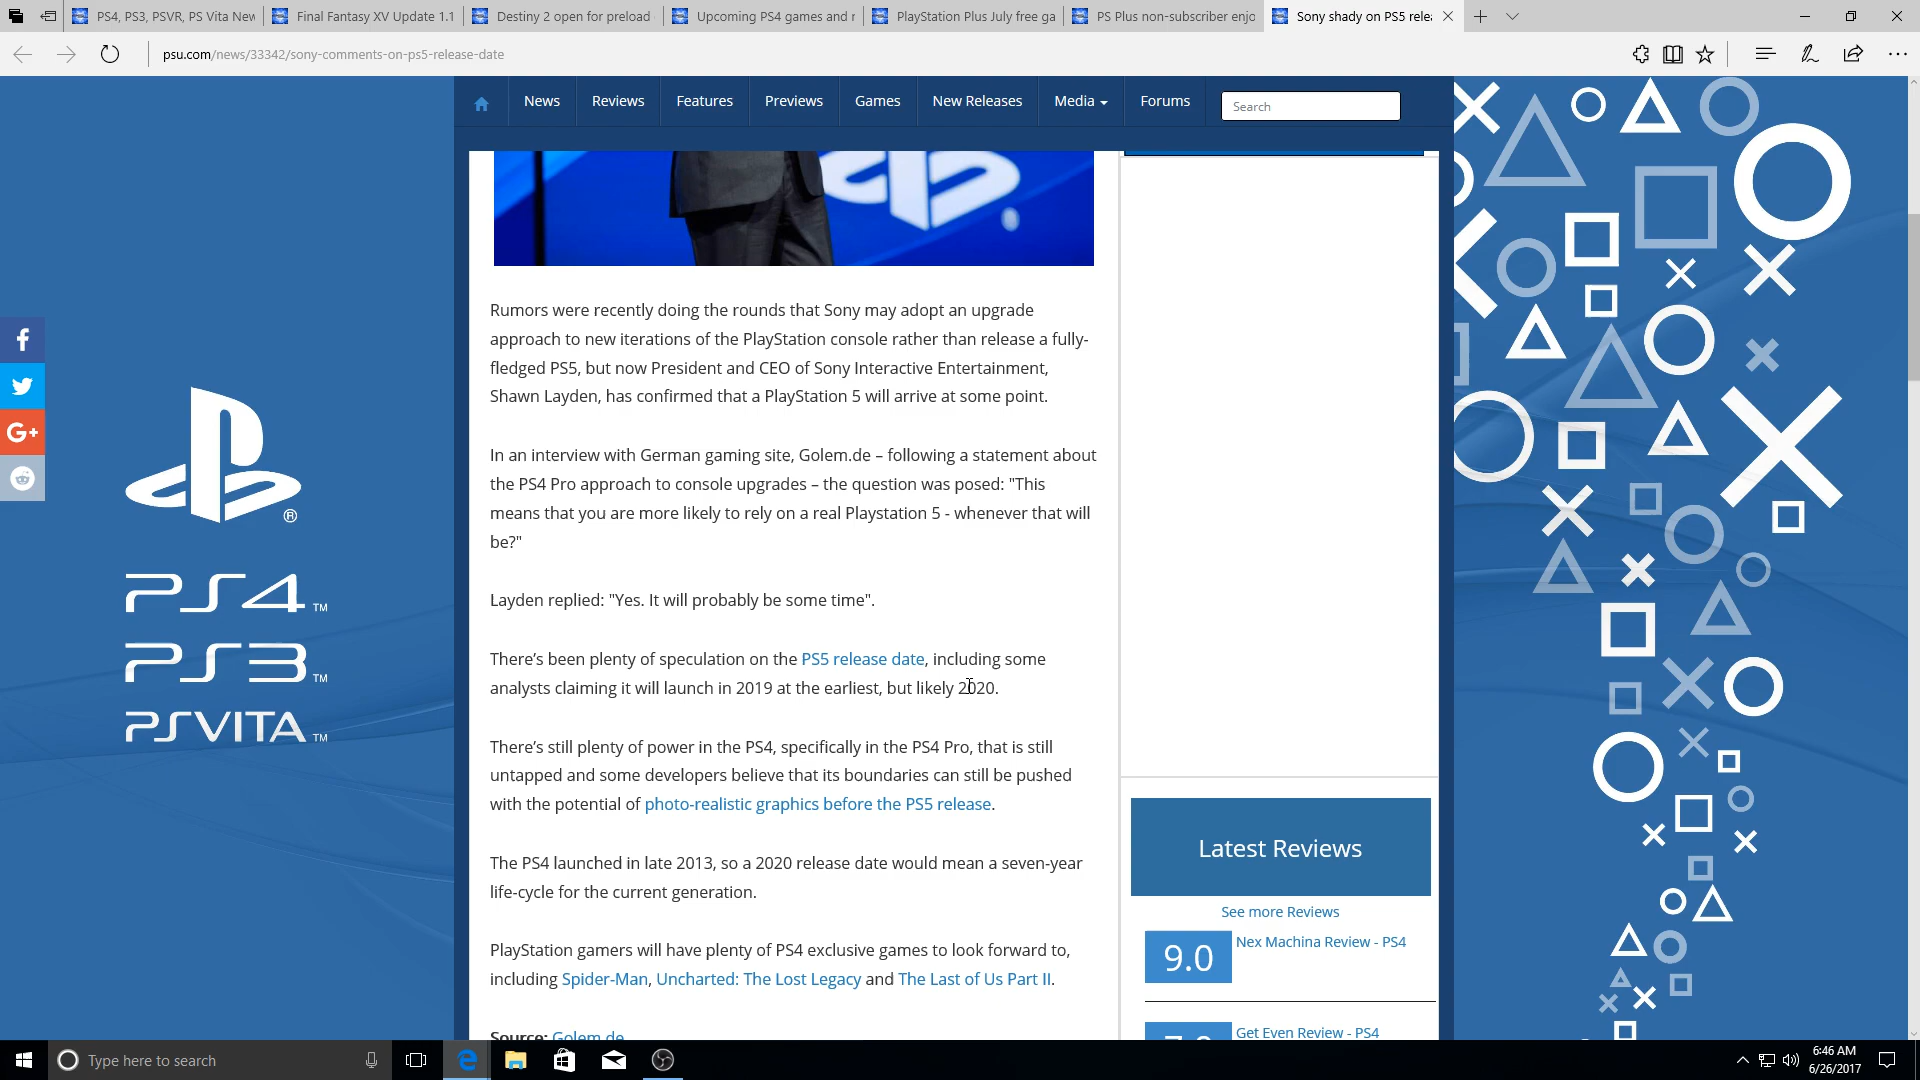 PS4, PS3, PSVR, PS Vita New
Final Fantasy XV Update 1.1
Destiny 2 open for preload
Upcoming PS4 games and r
PlayStation Plus July free ga
PS Plus non-subscriber enjo
Sony shady on PS5 relea
psu.com/news/33342/sony-comments-on-ps5-release-date
News
Reviews
Features
Previews
Games
New Releases
Media
Forums
Search
Rumors were recently doing the rounds that Sony may adopt an upgrade
approach to new iterations of the PlayStation console rather than release a fully-
fledged PS5, but now President and CEO of Sony Interactive Entertainment,
Shawn Layden, has confirmed that a PlayStation 5 will arrive at some point.
In an interview with German gaming site, Golem.de – following a statement about
the PS4 Pro approach to console upgrades – the question was posed: "This
means that you are more likely to rely on a real Playstation 5 - whenever that will
be?"
Layden replied: "Yes. It will probably be some time".
There’s been plenty of speculation on the PS5 release date, including some
analysts claiming it will launch in 2019 at the earliest, but likely 2020.
There’s still plenty of power in the PS4, specifically in the PS4 Pro, that is still
untapped and some developers believe that its boundaries can still be pushed
with the potential of photo-realistic graphics before the PS5 release.
The PS4 launched in late 2013, so a 2020 release date would mean a seven-year
life-cycle for the current generation.
PlayStation gamers will have plenty of PS4 exclusive games to look forward to,
including Spider-Man, Uncharted: The Lost Legacy and The Last of Us Part II.
Source: Golem.de
f
G+
®
PS4™
PS3™
PSVITA™
Latest Reviews
See more Reviews
9.0
Nex Machina Review - PS4
Get Even Review - PS4
Type here to search
6:46 AM
6/26/2017